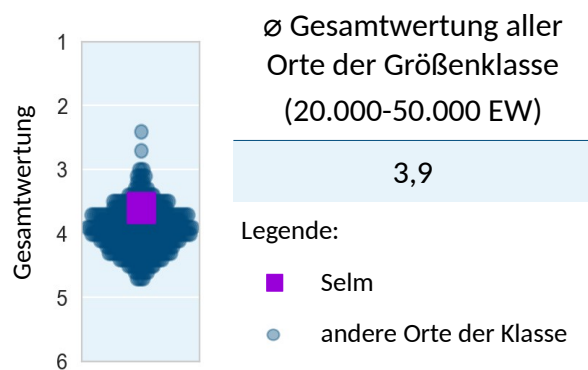 Gesamtwertung
1
2
3
4
5
6
⌀ Gesamtwertung aller
Orte der Größenklasse
(20.000-50.000 EW)
3,9
Legende:
Selm
andere Orte der Klasse